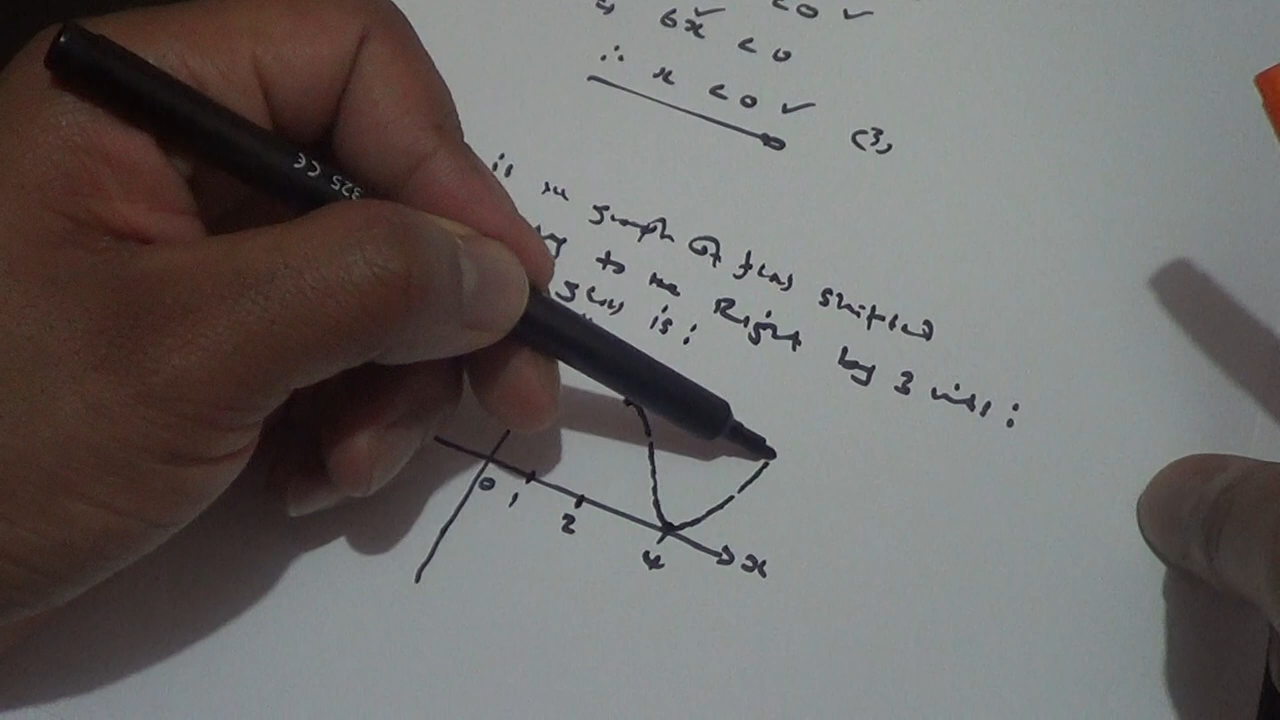 < 0 ✓
6x < 0
∴ x < 0 ✓ (3)
graph of f(x) shifted
to the Right by 3 units:
g(x) is:
0 1 2 4 x
325 CE